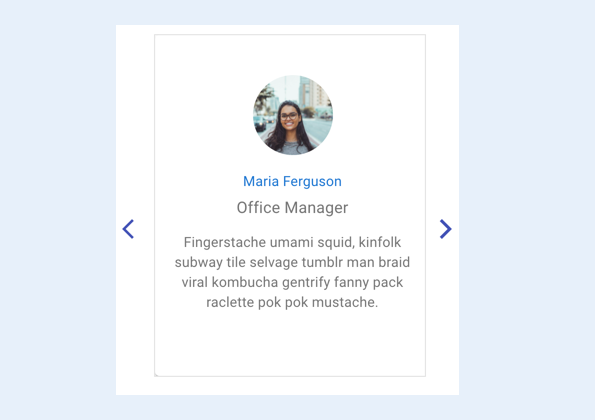 Maria Ferguson
Office Manager
Fingerstache umami squid, kinfolk
subway tile selvage tumblr man braid
viral kombucha gentrify fanny pack
raclette pok pok mustache.